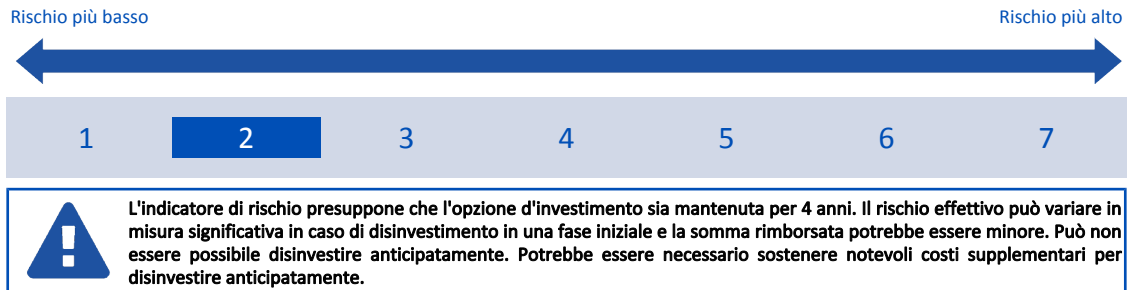 Rischio più basso Rischio più alto
1 2 3 4 5 6 7
L'indicatore di rischio presuppone che l'opzione d'investimento sia mantenuta per 4 anni. Il rischio effettivo può variare in
misura significativa in caso di disinvestimento in una fase iniziale e la somma rimborsata potrebbe essere minore. Può non
essere possibile disinvestire anticipatamente. Potrebbe essere necessario sostenere notevoli costi supplementari per
disinvestire anticipatamente.